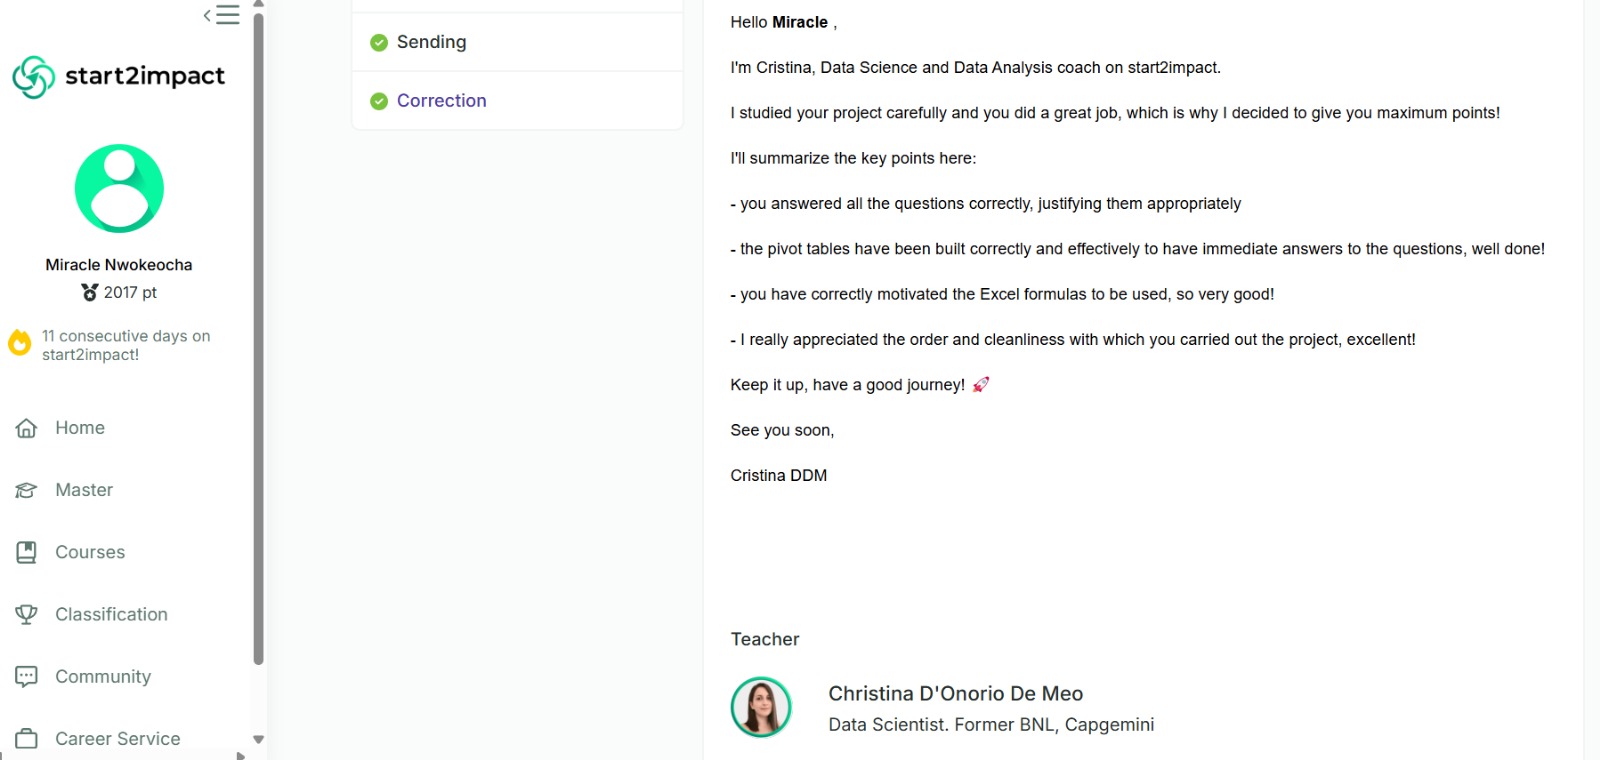 start2impact
Miracle Nwokeocha
2017 pt
11 consecutive days on
start2impact!
Home
Master
Courses
Classification
Community
Career Service
Sending
Correction
Hello Miracle ,
I'm Cristina, Data Science and Data Analysis coach on start2impact.
I studied your project carefully and you did a great job, which is why I decided to give you maximum points!
I'll summarize the key points here:
- you answered all the questions correctly, justifying them appropriately
- the pivot tables have been built correctly and effectively to have immediate answers to the questions, well done!
- you have correctly motivated the Excel formulas to be used, so very good!
- I really appreciated the order and cleanliness with which you carried out the project, excellent!
Keep it up, have a good journey! 🚀
See you soon,
Cristina DDM
Teacher
Christina D'Onorio De Meo
Data Scientist. Former BNL, Capgemini